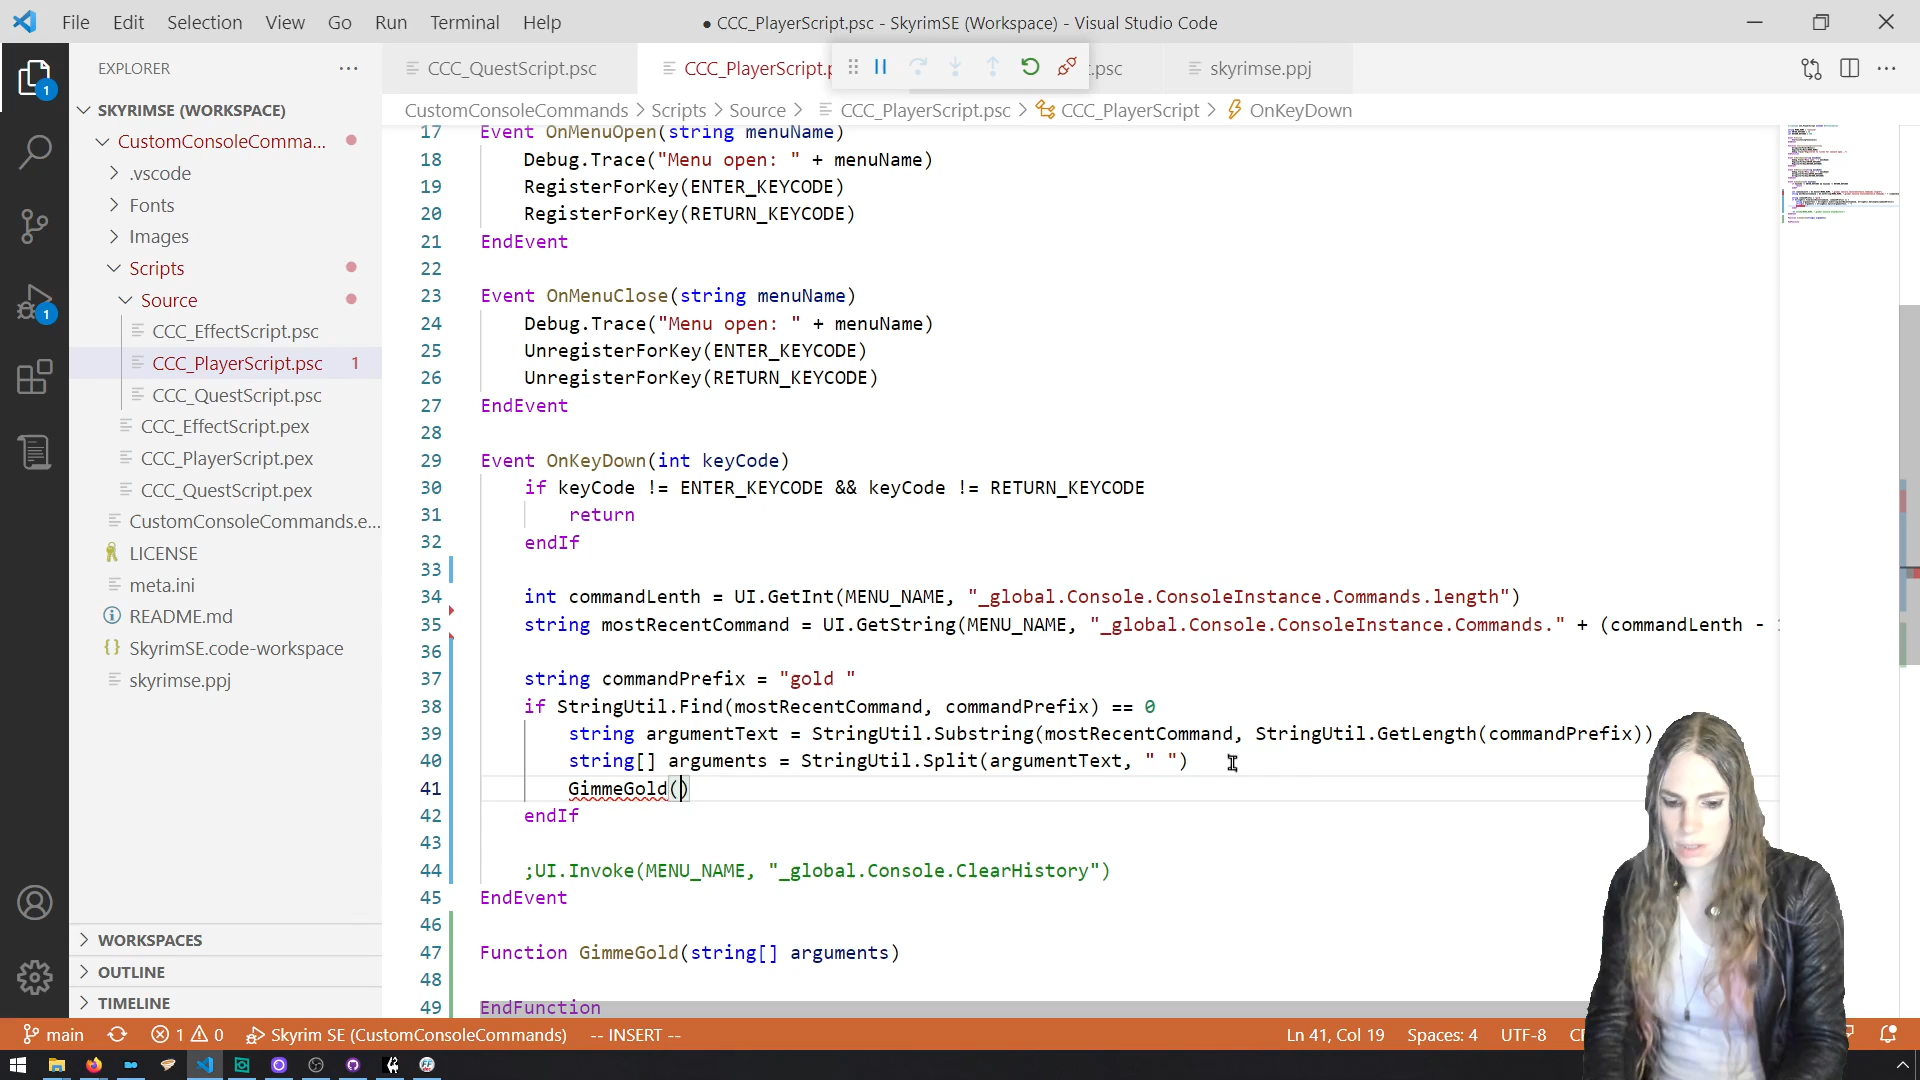 File Edit Selection View Go Run Terminal Help
● CCC_PlayerScript.psc - SkyrimSE (Workspace) - Visual Studio Code
EXPLORER
CCC_QuestScript.psc
CCC_PlayerScript.p
.psc
skyrimse.ppj
CustomConsoleCommands > Scripts > Source > CCC_PlayerScript.psc > CCC_PlayerScript > OnKeyDown
SKYRIMSE (WORKSPACE)
CustomConsoleComma...
.vscode
Fonts
Images
Scripts
Source
CCC_EffectScript.psc
CCC_PlayerScript.psc 1
CCC_QuestScript.psc
CCC_EffectScript.pex
CCC_PlayerScript.pex
CCC_QuestScript.pex
CustomConsoleCommands.e...
LICENSE
meta.ini
README.md
SkyrimSE.code-workspace
skyrimse.ppj
WORKSPACES
OUTLINE
TIMELINE
1
1
17 Event OnMenuOpen(string menuName)
18 Debug.Trace("Menu open: " + menuName)
19 RegisterForKey(ENTER_KEYCODE)
20 RegisterForKey(RETURN_KEYCODE)
21 EndEvent
22
23 Event OnMenuClose(string menuName)
24 Debug.Trace("Menu open: " + menuName)
25 UnregisterForKey(ENTER_KEYCODE)
26 UnregisterForKey(RETURN_KEYCODE)
27 EndEvent
28
29 Event OnKeyDown(int keyCode)
30 if keyCode != ENTER_KEYCODE && keyCode != RETURN_KEYCODE
31 return
32 endIf
33
34 int commandLenth = UI.GetInt(MENU_NAME, "_global.Console.ConsoleInstance.Commands.length")
35 string mostRecentCommand = UI.GetString(MENU_NAME, "_global.Console.ConsoleInstance.Commands." + (commandLenth -
36
37 string commandPrefix = "gold "
38 if StringUtil.Find(mostRecentCommand, commandPrefix) == 0
39 string argumentText = StringUtil.Substring(mostRecentCommand, StringUtil.GetLength(commandPrefix))
40 string[] arguments = StringUtil.Split(argumentText, " ")
41 GimmeGold()
42 endIf
43
44 ;UI.Invoke(MENU_NAME, "_global.Console.ClearHistory")
45 EndEvent
46
47 Function GimmeGold(string[] arguments)
48
49 EndFunction
main 1 0 Skyrim SE (CustomConsoleCommands) -- INSERT -- Ln 41, Col 19 Spaces: 4 UTF-8